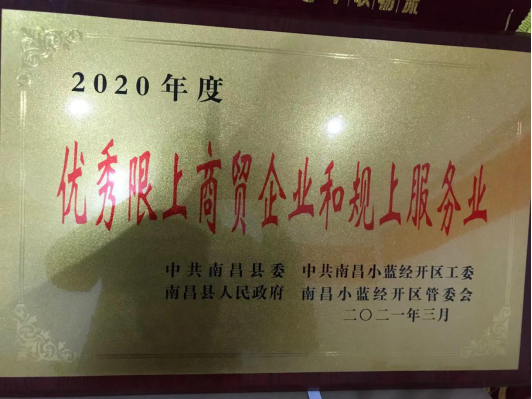 2020年度
优秀限上商贸企业和规上服务业
中共南昌县委 中共南昌小蓝经开区工委
南昌县人民政府 南昌小蓝经开区管委会
二〇二一年三月